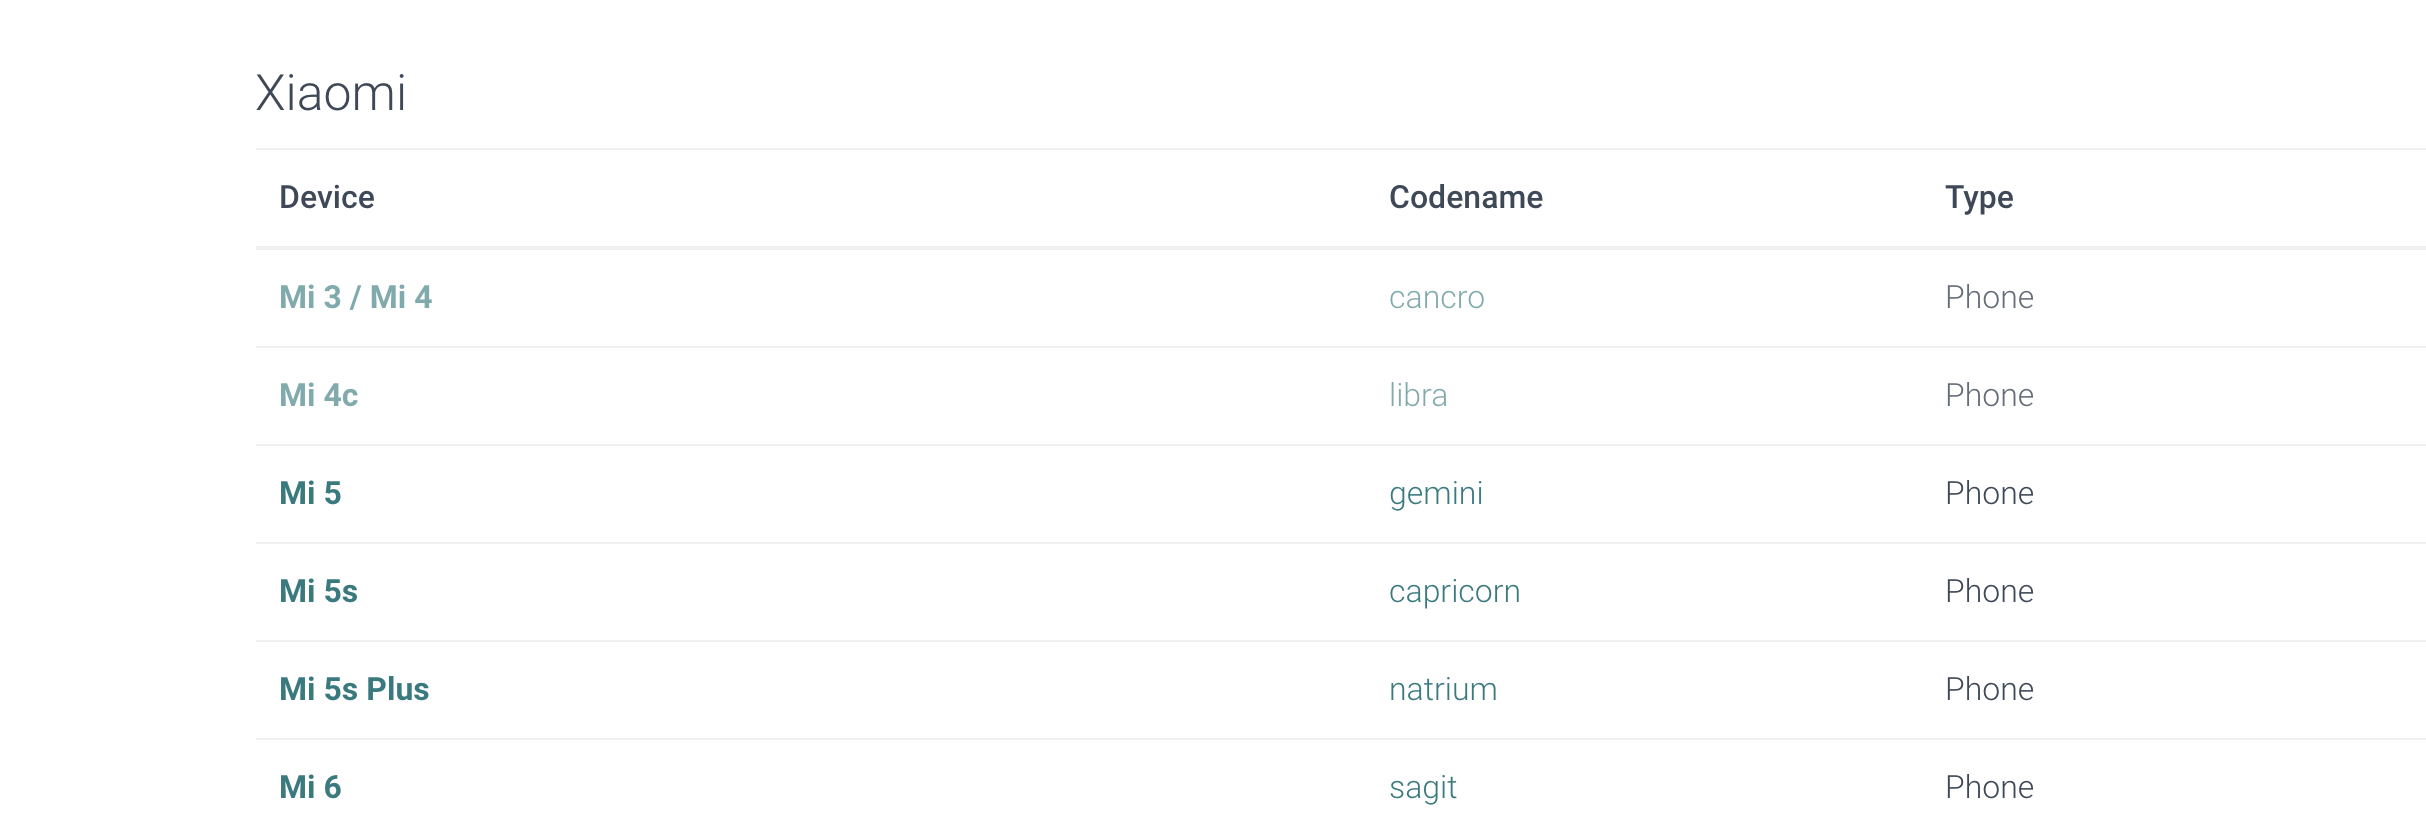 Xiaomi
Device Codename Type
Mi 3 / Mi 4 cancro Phone
Mi 4c libra Phone
Mi 5 gemini Phone
Mi 5s capricorn Phone
Mi 5s Plus natrium Phone
Mi 6 sagit Phone